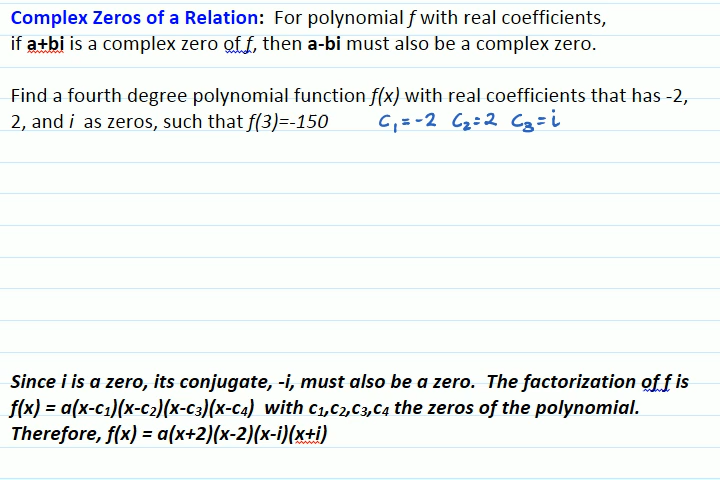 Complex Zeros of a Relation: For polynomial f with real coefficients,
if a+bi is a complex zero of f, then a-bi must also be a complex zero.
Find a fourth degree polynomial function f(x) with real coefficients that has -2,
2, and i as zeros, such that f(3)=-150 C₁=-2 C₂=2 C₃=i
Since i is a zero, its conjugate, -i, must also be a zero. The factorization of f is
f(x) = a(x-c₁)(x-c₂)(x-c₃)(x-c₄) with c₁,c₂,c₃,c₄ the zeros of the polynomial.
Therefore, f(x) = a(x+2)(x-2)(x-i)(x+i)